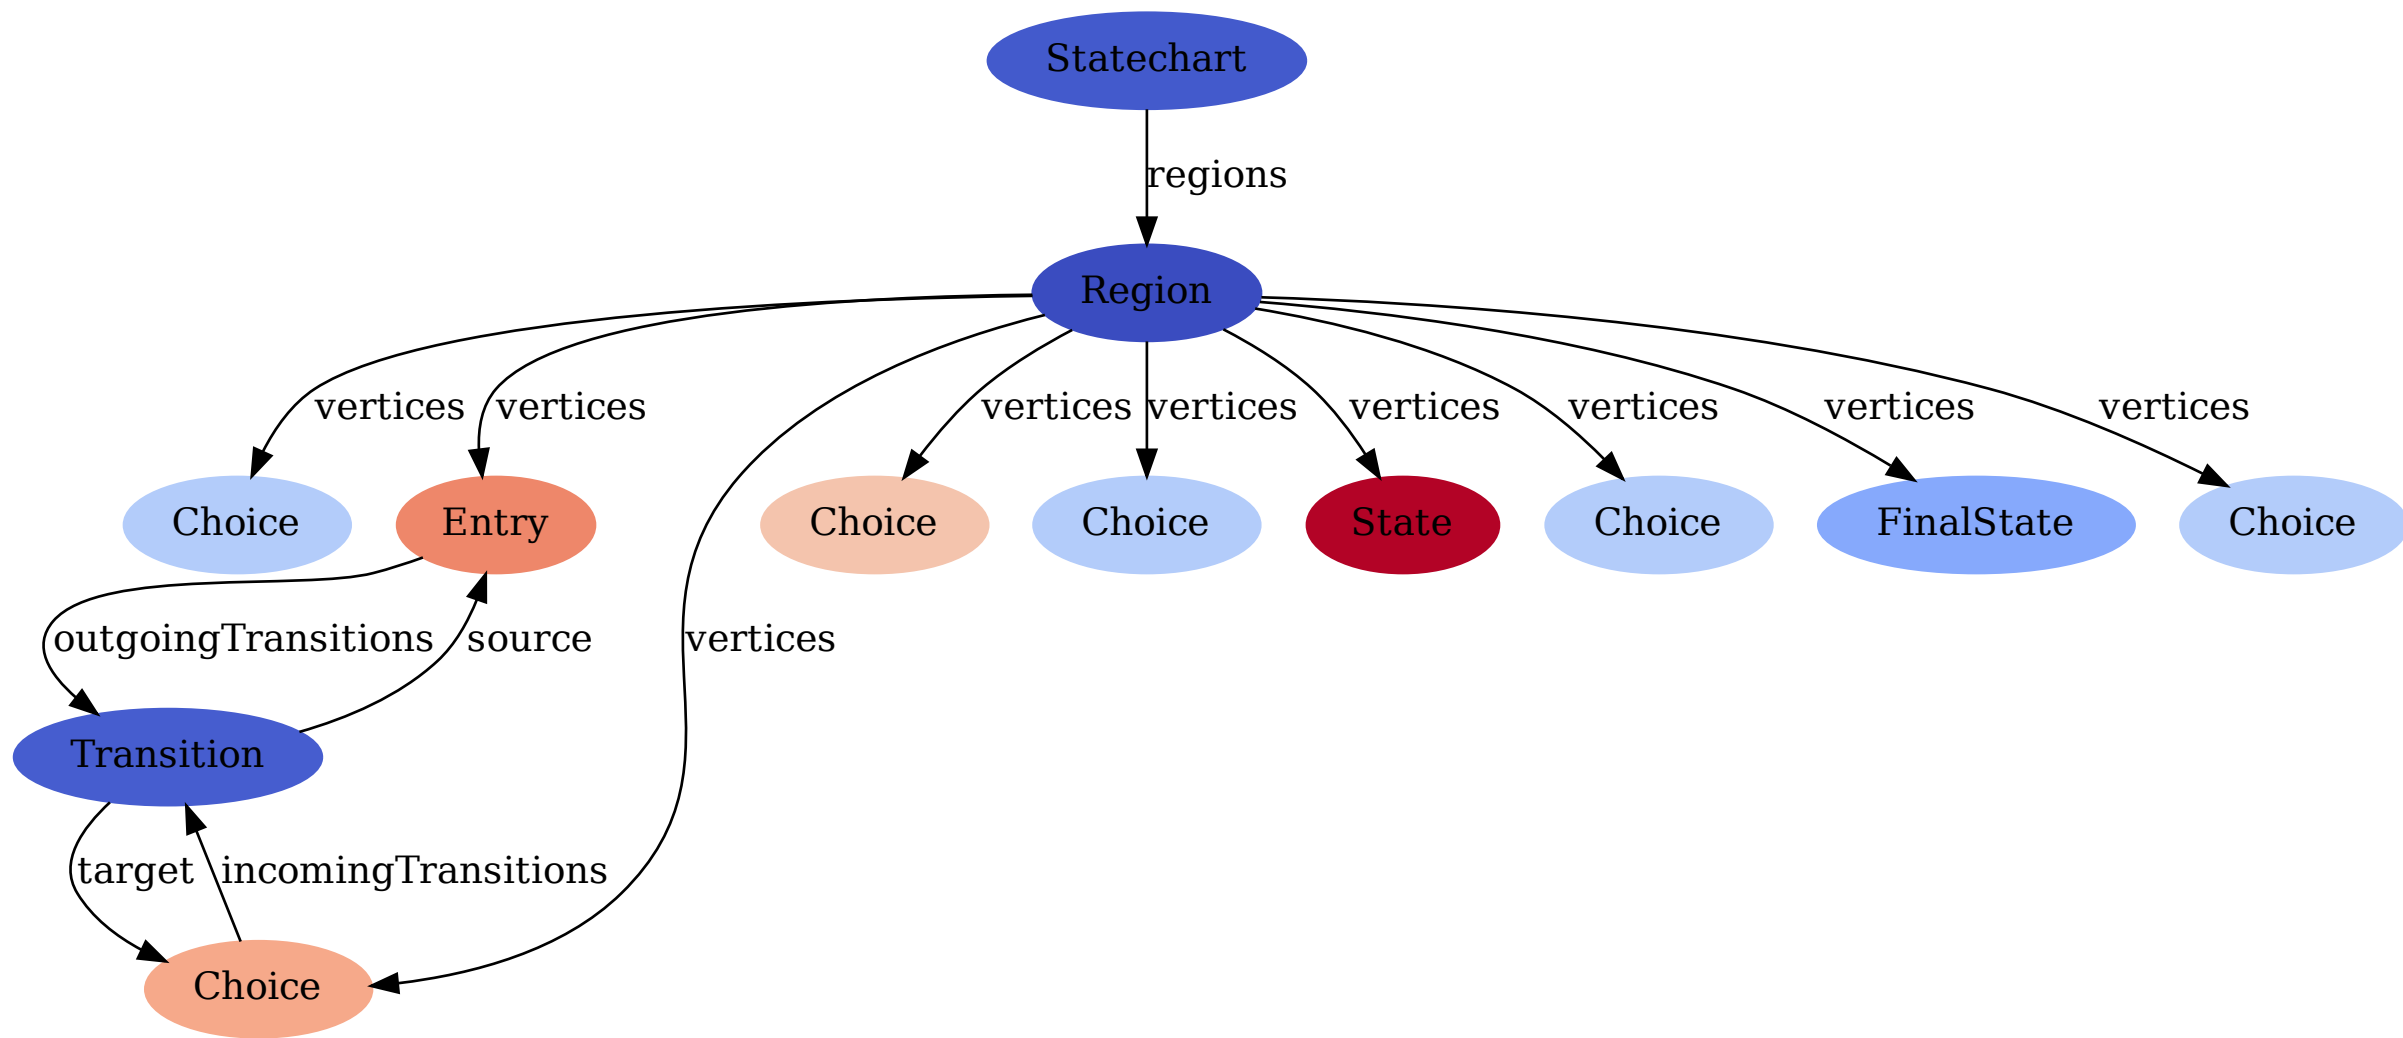 Statechart
regions
Region
vertices
vertices
vertices
vertices
vertices
vertices
vertices
vertices
Choice
Entry
Choice
Choice
State
Choice
FinalState
Choice
outgoingTransitions
source
vertices
Transition
target
incomingTransitions
Choice